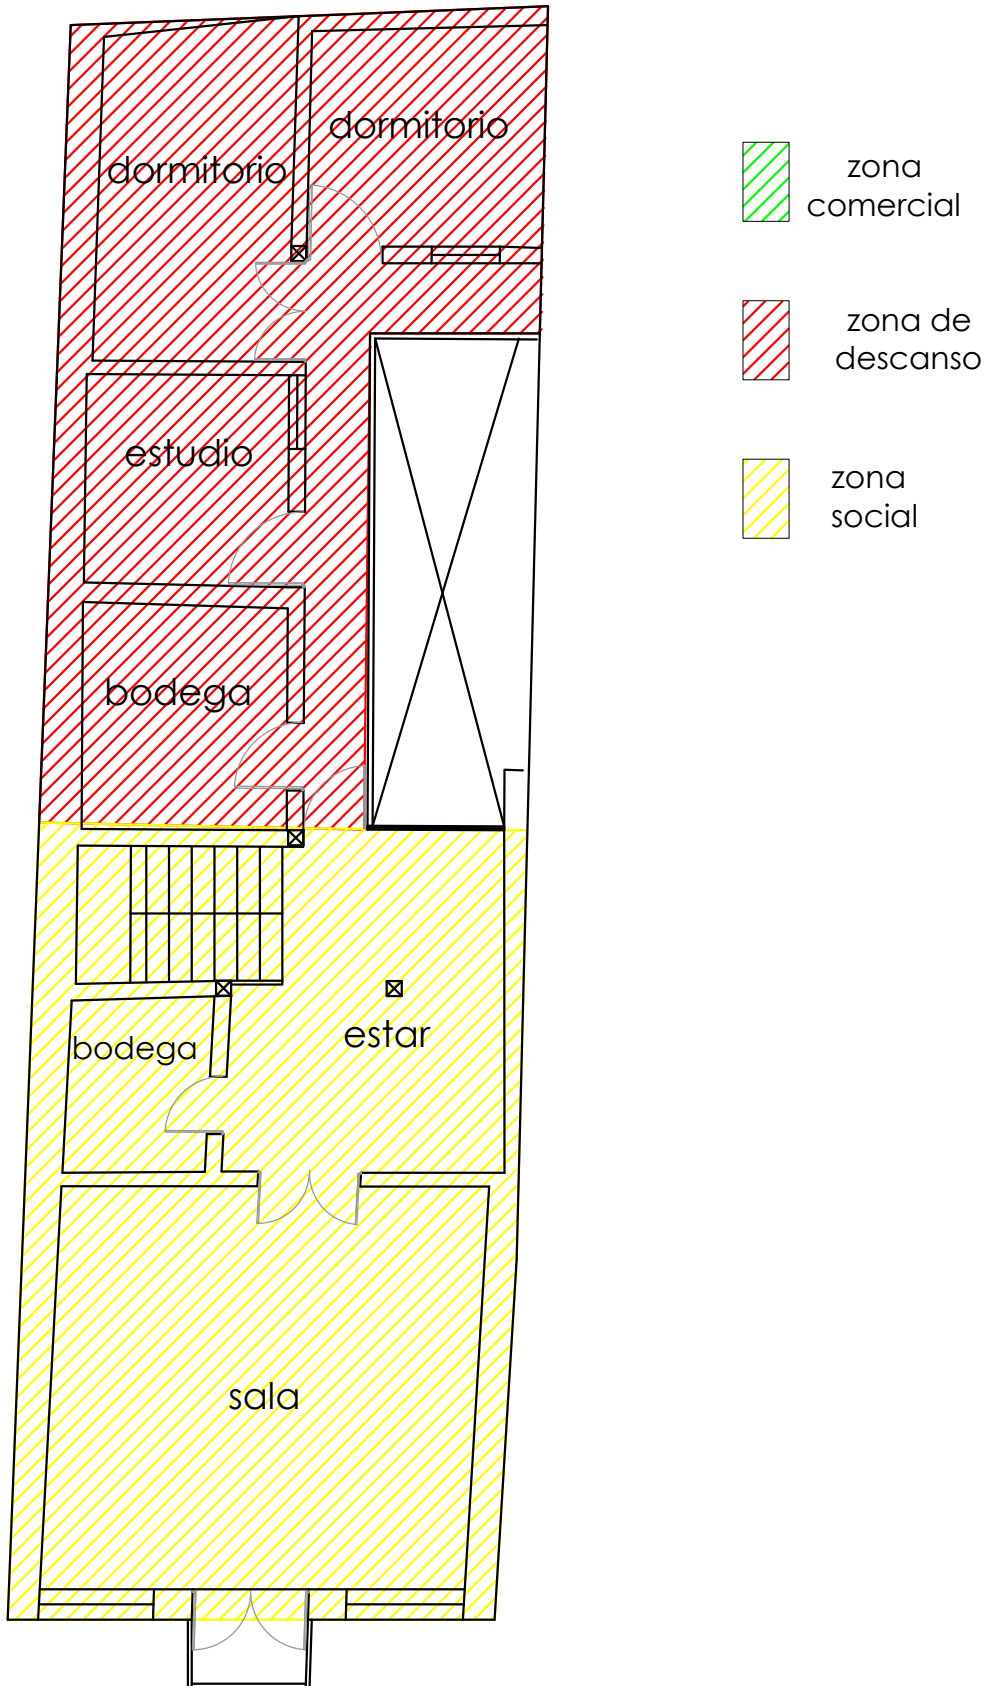 dormitorio
dormitorio
estudio
bodega
bodega
estar
sala
zona
comercial
zona de
descanso
zona
social